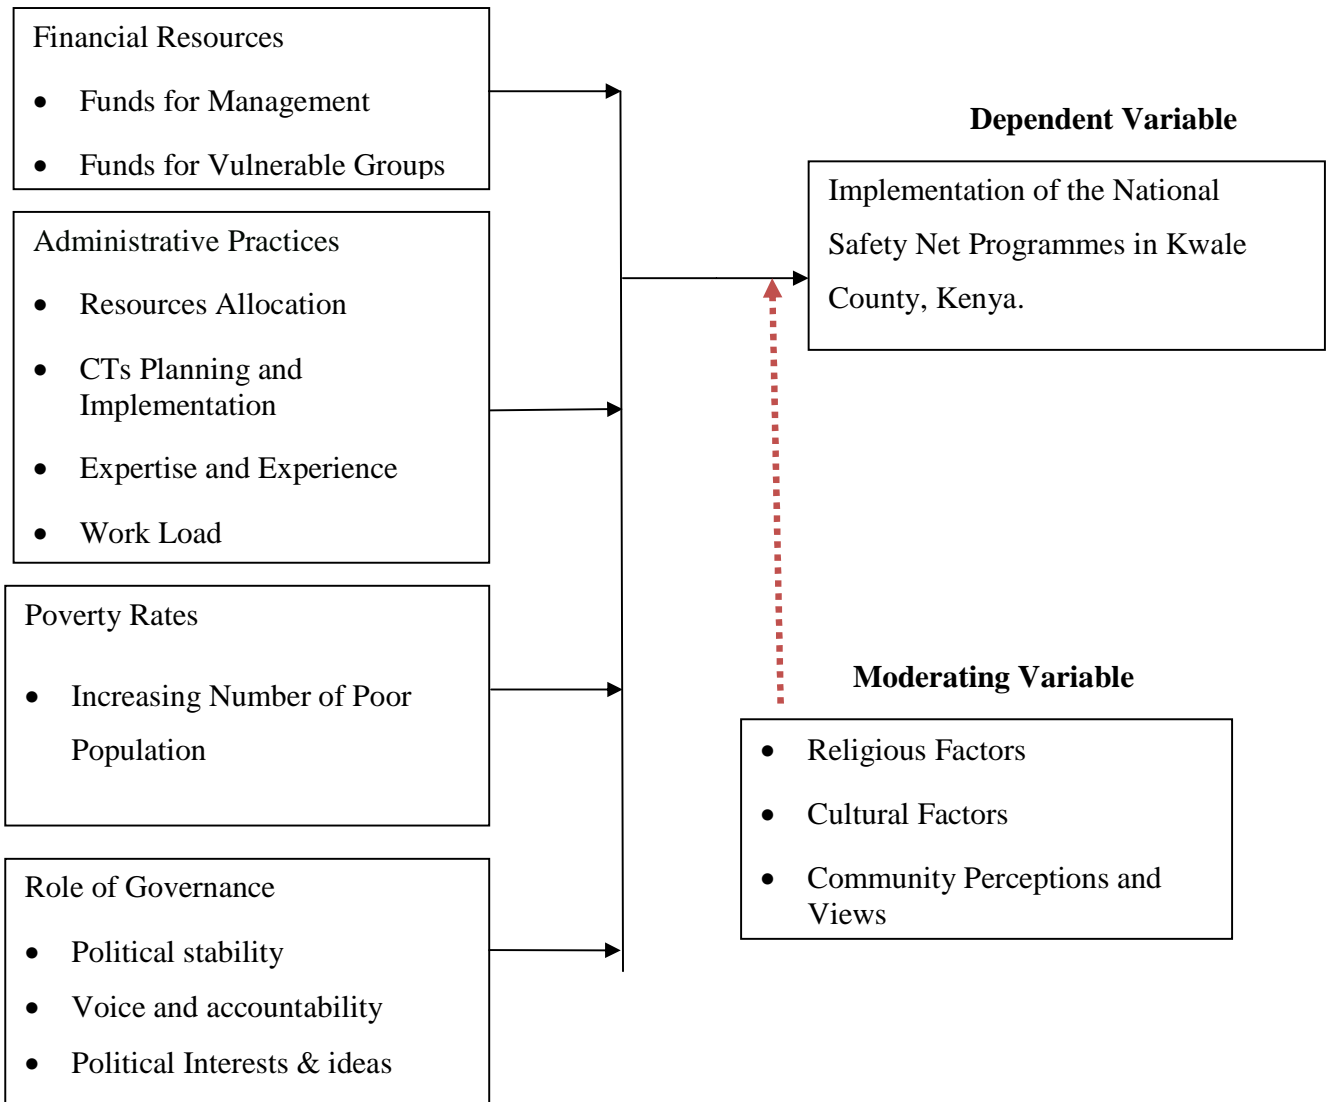 Financial Resources
• Funds for Management
• Funds for Vulnerable Groups
Administrative Practices
• Resources Allocation
• CTs Planning and
Implementation
• Expertise and Experience
• Work Load
Poverty Rates
• Increasing Number of Poor
Population
Role of Governance
• Political stability
• Voice and accountability
• Political Interests & ideas
Dependent Variable
Implementation of the National
Safety Net Programmes in Kwale
County, Kenya.
Moderating Variable
• Religious Factors
• Cultural Factors
• Community Perceptions and
Views